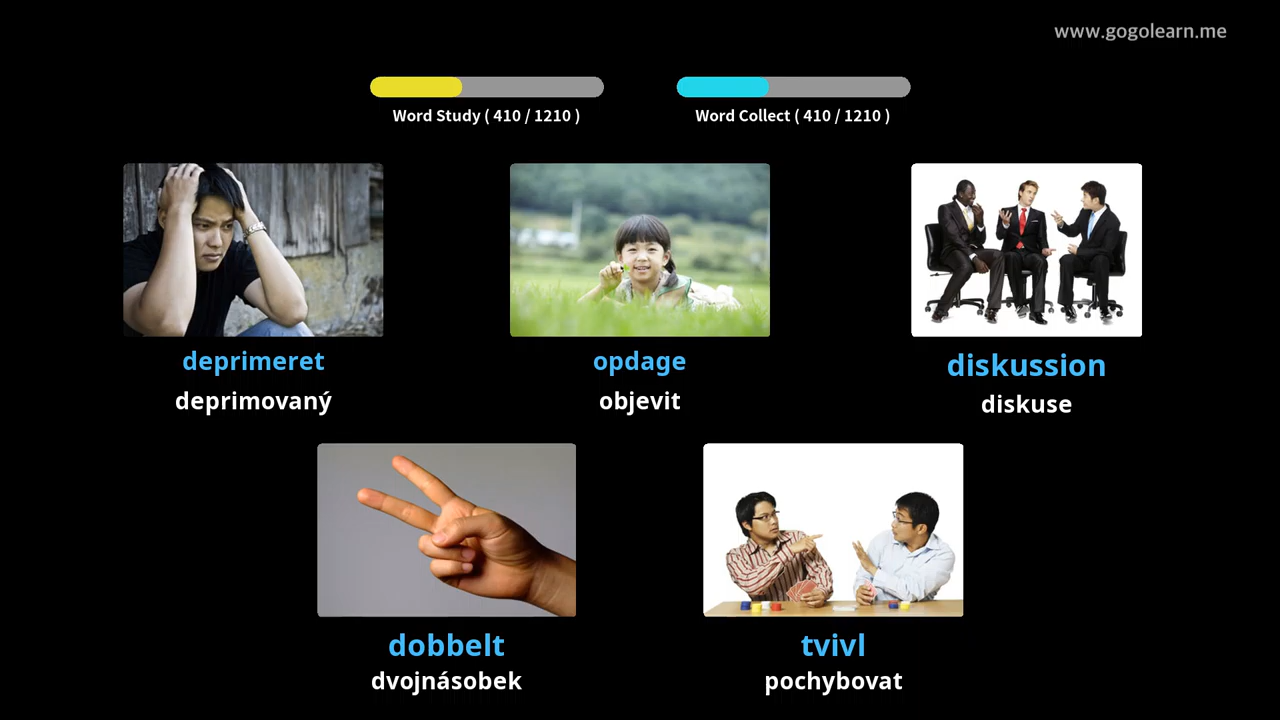 www.gogolearn.me
Word Study ( 410 / 1210 )
Word Collect ( 410 / 1210 )
deprimeret
deprimovaný
opdage
objevit
diskussion
diskuse
dobbelt
dvojnásobek
tvivl
pochybovat